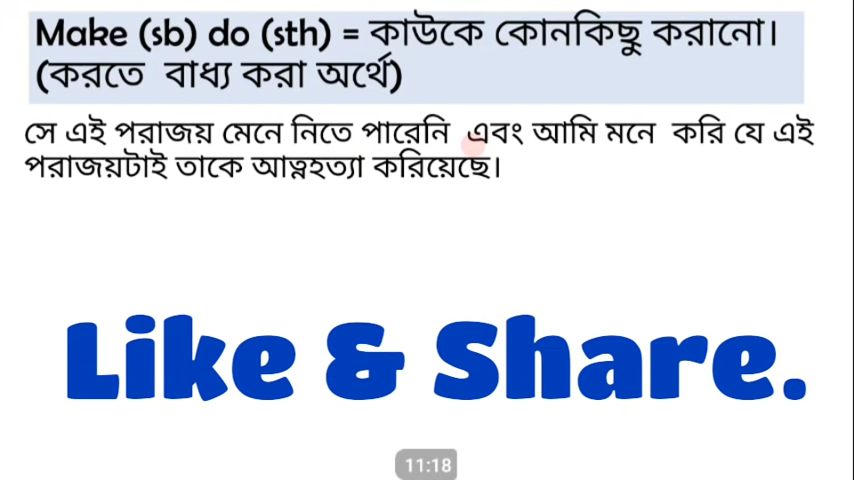 Make (sb) do (sth) = কাউকে কোনকিছু করানো।
(করতে বাধ্য করা অর্থে)
সে এই পরাজয় মেনে নিতে পারেনি এবং আমি মনে করি যে এই
পরাজয়টাই তাকে আত্নহত্যা করিয়েছে।
Like & Share.
11:18